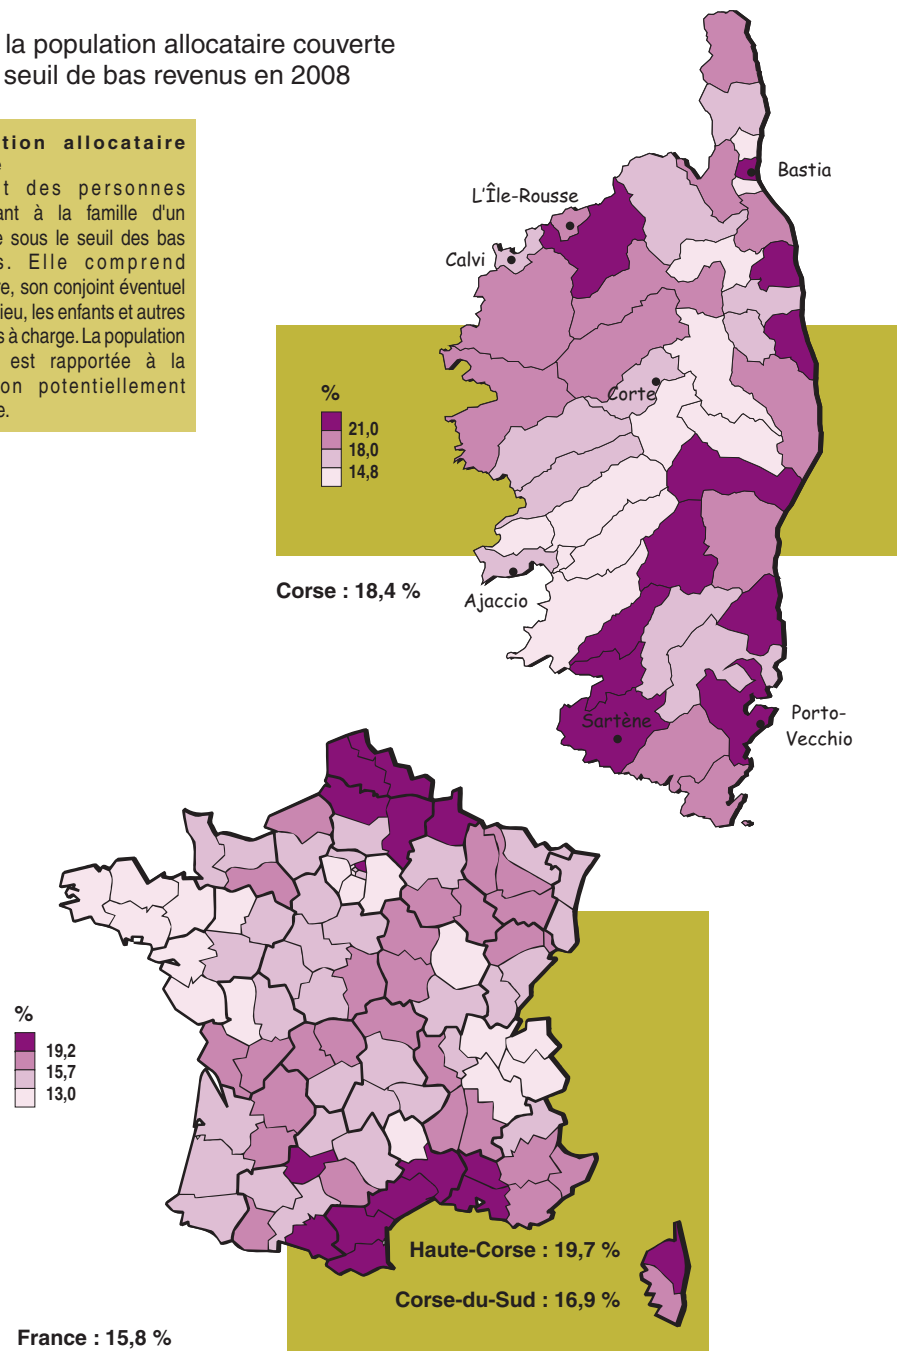 la population allocataire couverte
seuil de bas revenus en 2008
tion allocataire
t des personnes
ant à la famille d'un
e sous le seuil des bas
s. Elle comprend
re, son conjoint éventuel
lieu, les enfants et autres
s à charge. La population
est rapportée à la
on potentiellement
e.
Bastia
L'Île-Rousse
Calvi
Corte
%
21,0
18,0
14,8
Corse : 18,4 %
Ajaccio
Sartène
Porto-
Vecchio
%
19,2
15,7
13,0
Haute-Corse : 19,7 %
Corse-du-Sud : 16,9 %
France : 15,8 %